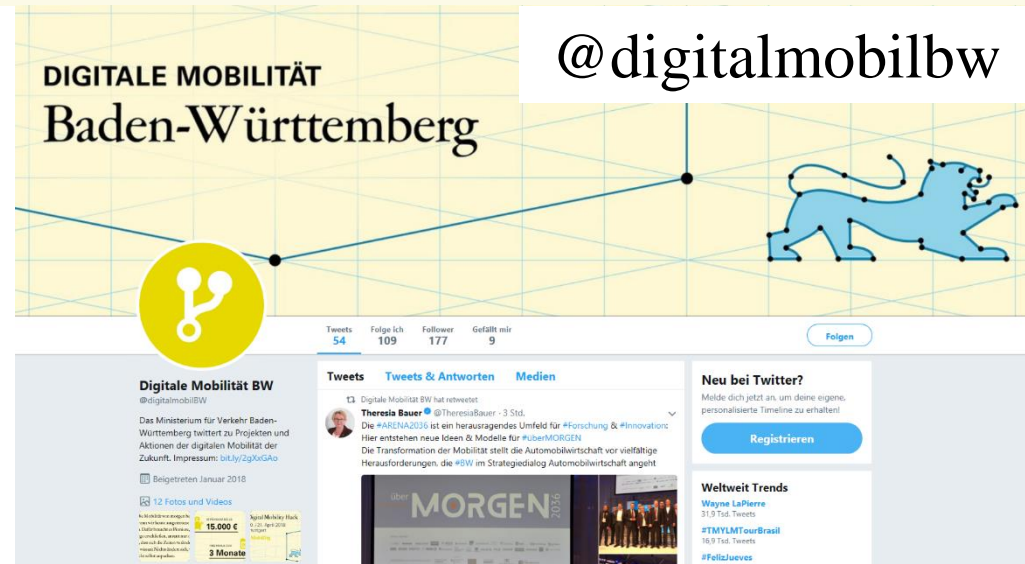 @digitalmobilbw
DIGITALE MOBILITÄT
Baden-Württemberg
Tweets
54
Folge ich
109
Follower
177
Gefällt mir
9
Folgen
Digitale Mobilität BW
@digitalmobilBW
Das Ministerium für Verkehr Baden-
Württemberg twittert zu Projekten und
Aktionen der digitalen Mobilität der
Zukunft. Impressum: bit.ly/2gXxGAo
Beigetreten Januar 2018
12 Fotos und Videos
15.000 €
3 Monate
Digital Mobility Hack
Tweets Tweets & Antworten Medien
Digitale Mobilität BW hat retweetet
Theresia Bauer @TheresiaBauer - 3 Std.
Die #ARENA2036 ist ein herausragendes Umfeld für #Forschung & #Innovation:
Hier entstehen neue Ideen & Modelle für #überMORGEN
Die Transformation der Mobilität stellt die Automobilwirtschaft vor vielfältige
Herausforderungen, die #BW im Strategiedialog Automobilwirtschaft angeht
über
MORGEN
2036
Neu bei Twitter?
Melde dich jetzt an, um deine eigene,
personalisierte Timeline zu erhalten!
Registrieren
Weltweit Trends
Wayne LaPierre
31,9 Tsd. Tweets
#TMYLMTourBrasil
16,9 Tsd. Tweets
#FelizJueves